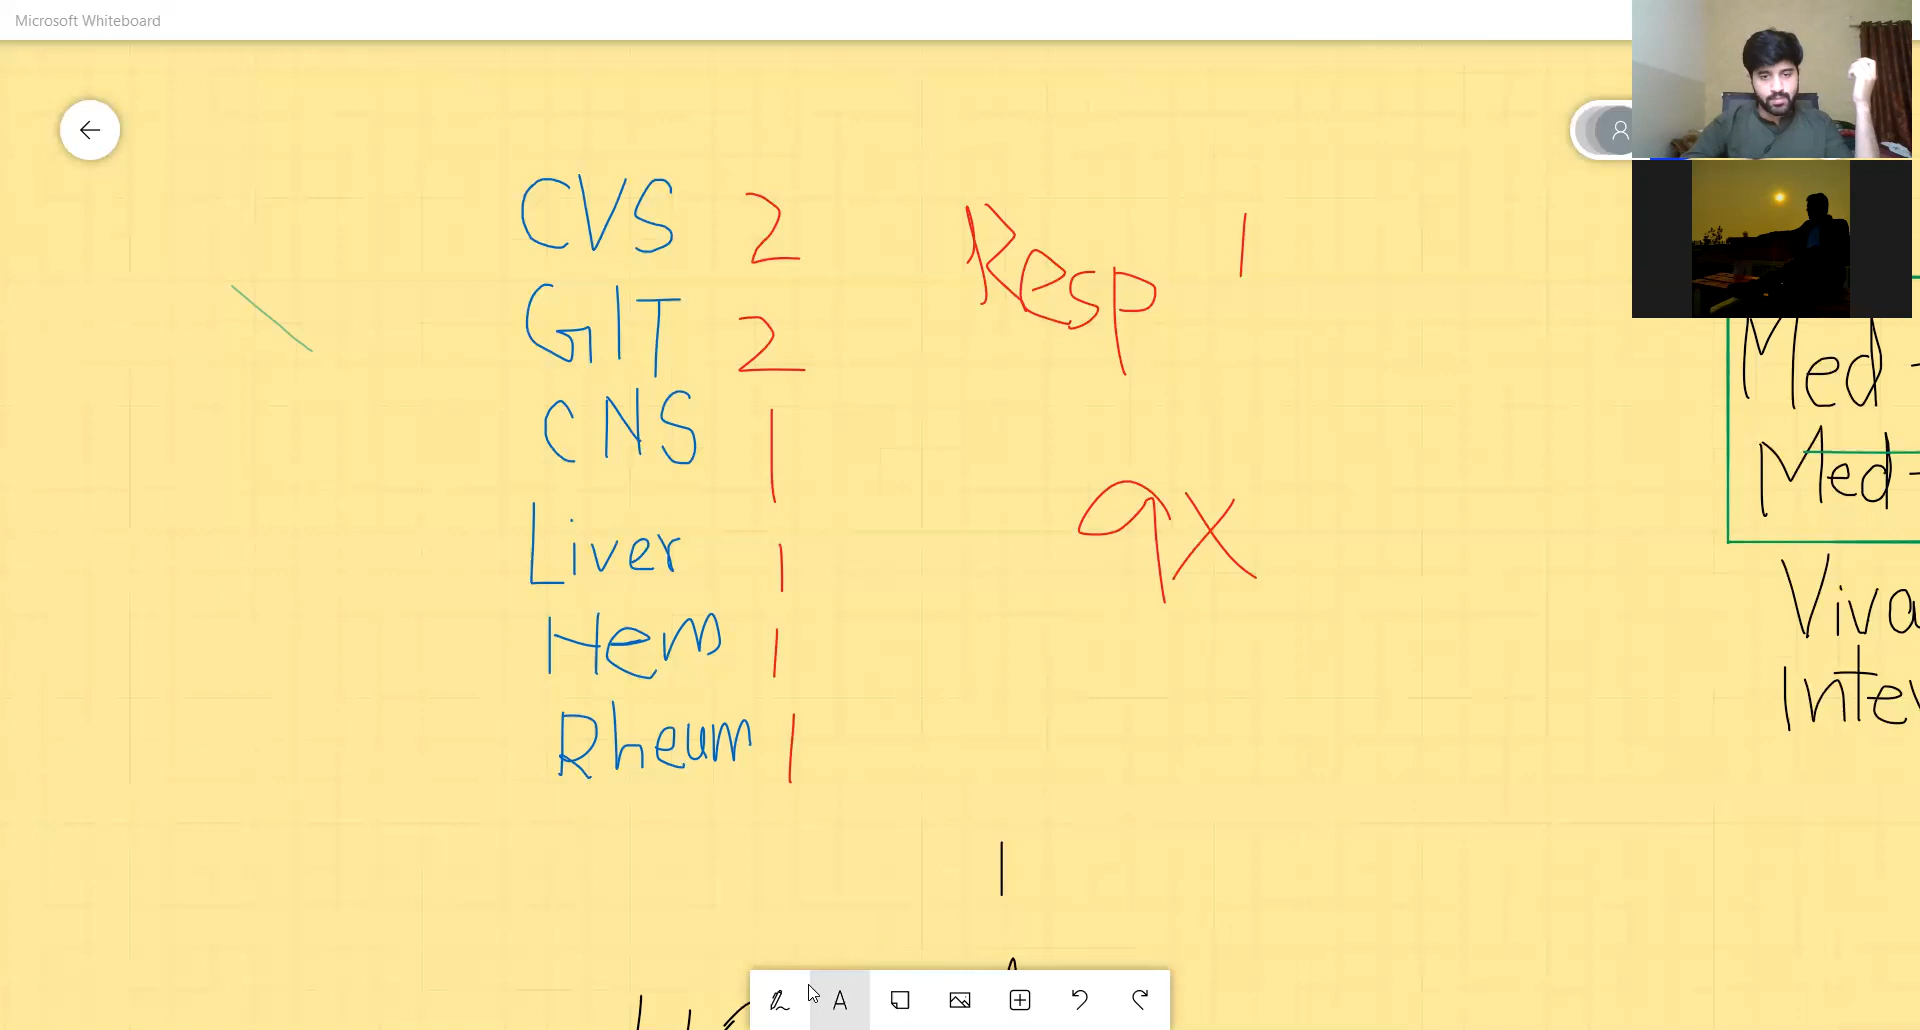 Microsoft Whiteboard
CVS 2
Resp 1
GIT 2
CNS 1
9x
Liver 1
Hem 1
Rheum 1
Med -
Med -
Viva
Inte
A